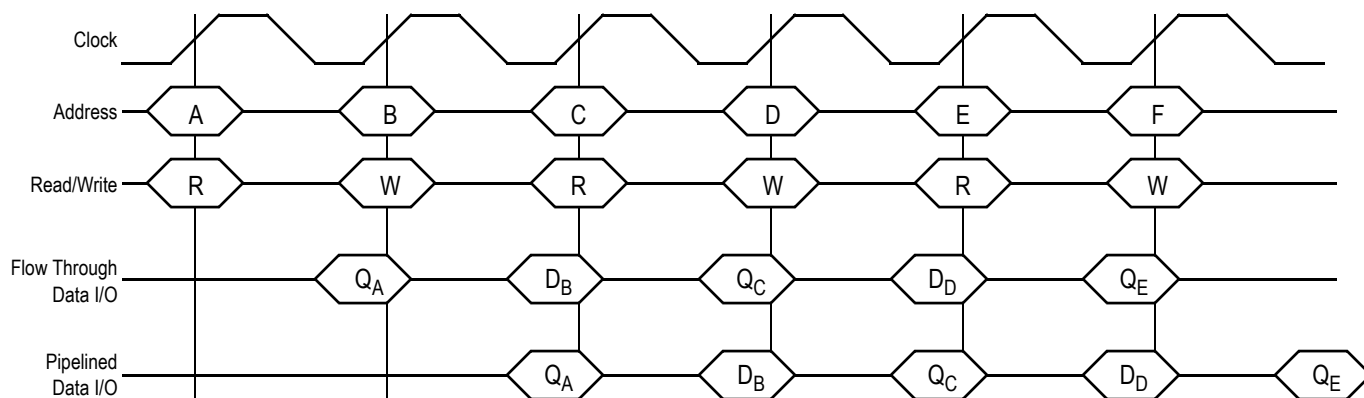 Clock
Address A B C D E F
Read/Write R W R W R W
Flow Through
Data I/O
QA DB QC DD QE
Pipelined
Data I/O
QA DB QC DD QE